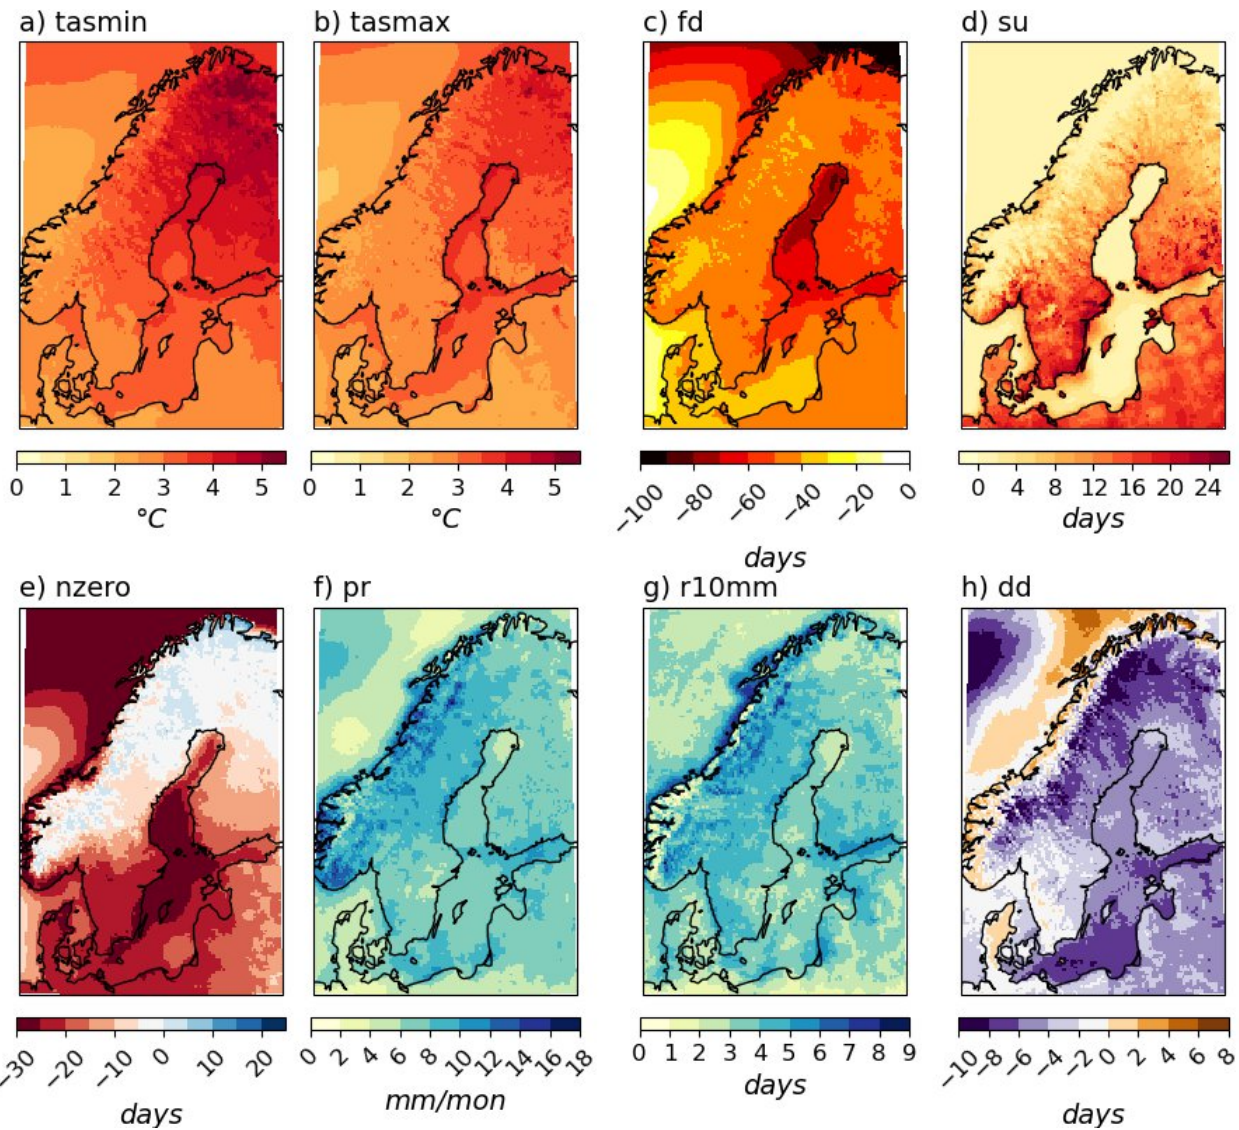 a) tasmin
b) tasmax
c) fd
d) su
0 1 2 3 4 5
°C
0 1 2 3 4 5
°C
−100 −80 −60 −40 −20 0
days
0 4 8 12 16 20 24
days
e) nzero
f) pr
g) r10mm
h) dd
−30 −20 −10 0 10 20
days
0 2 4 6 8 10 12 14 16 18
mm/mon
0 1 2 3 4 5 6 7 8 9
days
−10 −8 −6 −4 −2 0 2 4 6 8
days